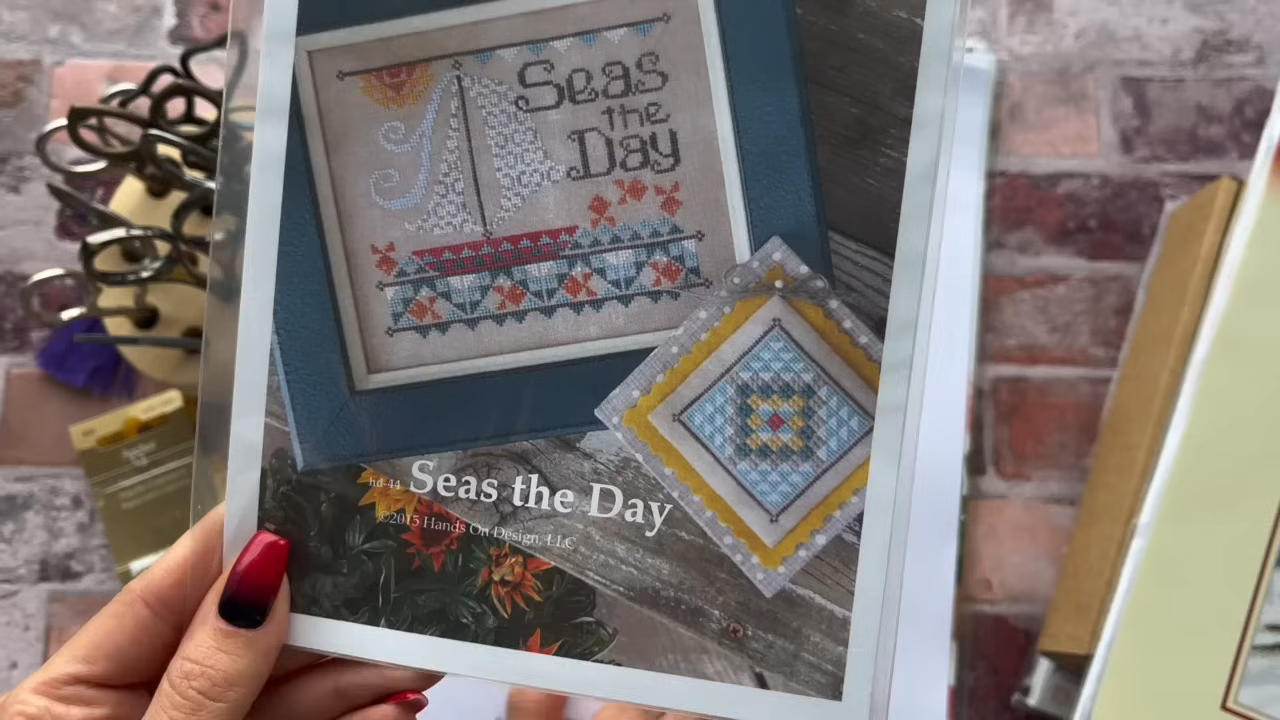 Seas
the
Day
hd-44 Seas the Day
©2015 Hands On Design, LLC